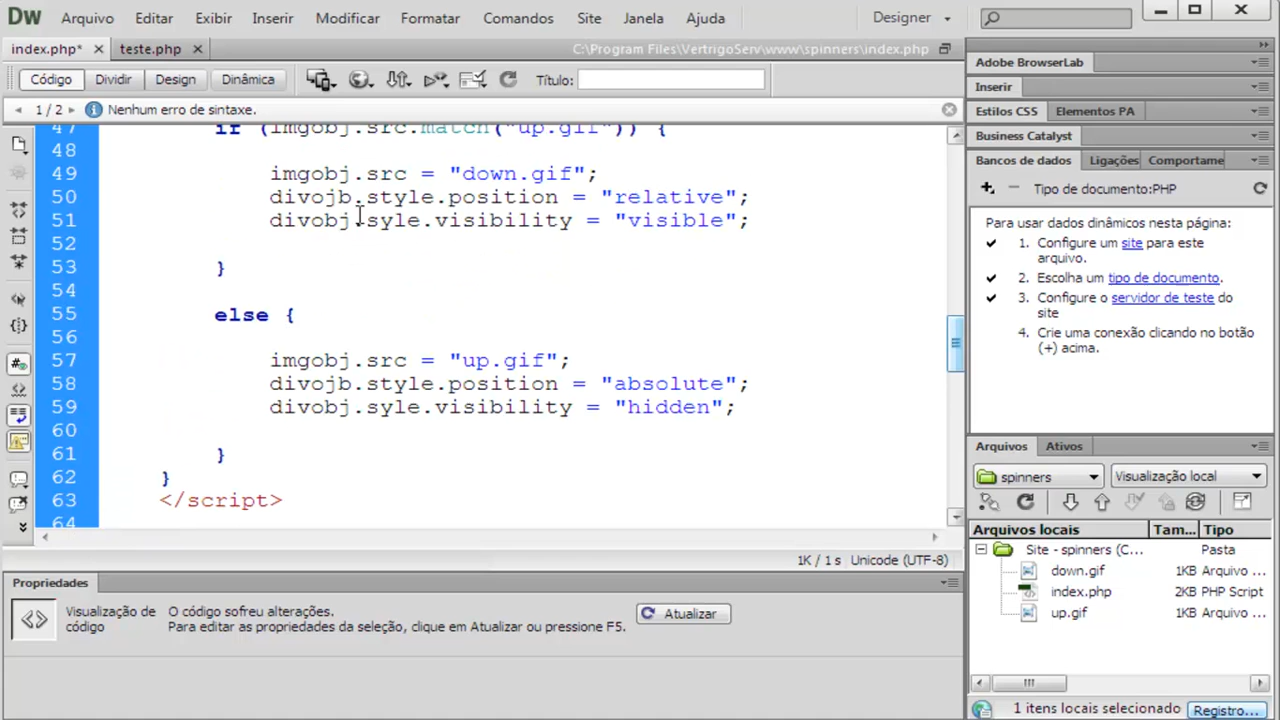 Dw Arquivo Editar Exibir Inserir Modificar Formatar Comandos Site Janela Ajuda Designer
index.php* teste.php C:\Program Files\VertrigoServ\www\spinners\index.php
Código Dividir Design Dinâmica Título:
1 / 2 Nenhum erro de sintaxe.
47 if (imgobj.src.match("up.gif")) {
48
49 imgobj.src = "down.gif";
50 divojb.style.position = "relative";
51 divobj.syle.visibility = "visible";
52
53 }
54
55 else {
56
57 imgobj.src = "up.gif";
58 divojb.style.position = "absolute";
59 divobj.syle.visibility = "hidden";
60
61 }
62 }
63 </script>
64
1K / 1 s Unicode (UTF-8)
Propriedades
Visualização de código
O código sofreu alterações.
Para editar as propriedades da seleção, clique em Atualizar ou pressione F5.
Atualizar
Adobe BrowserLab
Inserir
Estilos CSS Elementos PA
Business Catalyst
Bancos de dados Ligações Comportame
Tipo de documento:PHP
Para usar dados dinâmicos nesta página:
1. Configure um site para este
arquivo.
2. Escolha um tipo de documento.
3. Configure o servidor de teste do
site
4. Crie uma conexão clicando no botão
(+) acima.
Arquivos Ativos
spinners Visualização local
Arquivos locais Tam... Tipo
Site - spinners (C... Pasta
down.gif 1KB Arquivo ...
index.php 2KB PHP Script
up.gif 1KB Arquivo ...
1 itens locais selecionado Registro...